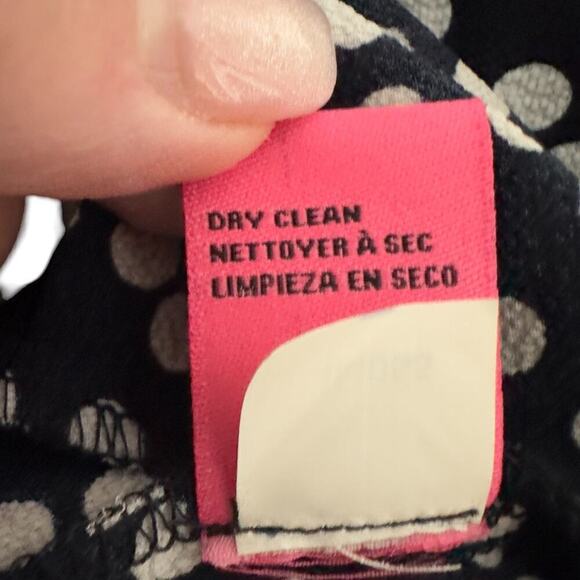 DRY CLEAN
NETTOYER À SEC
LIMPIEZA EN SECO